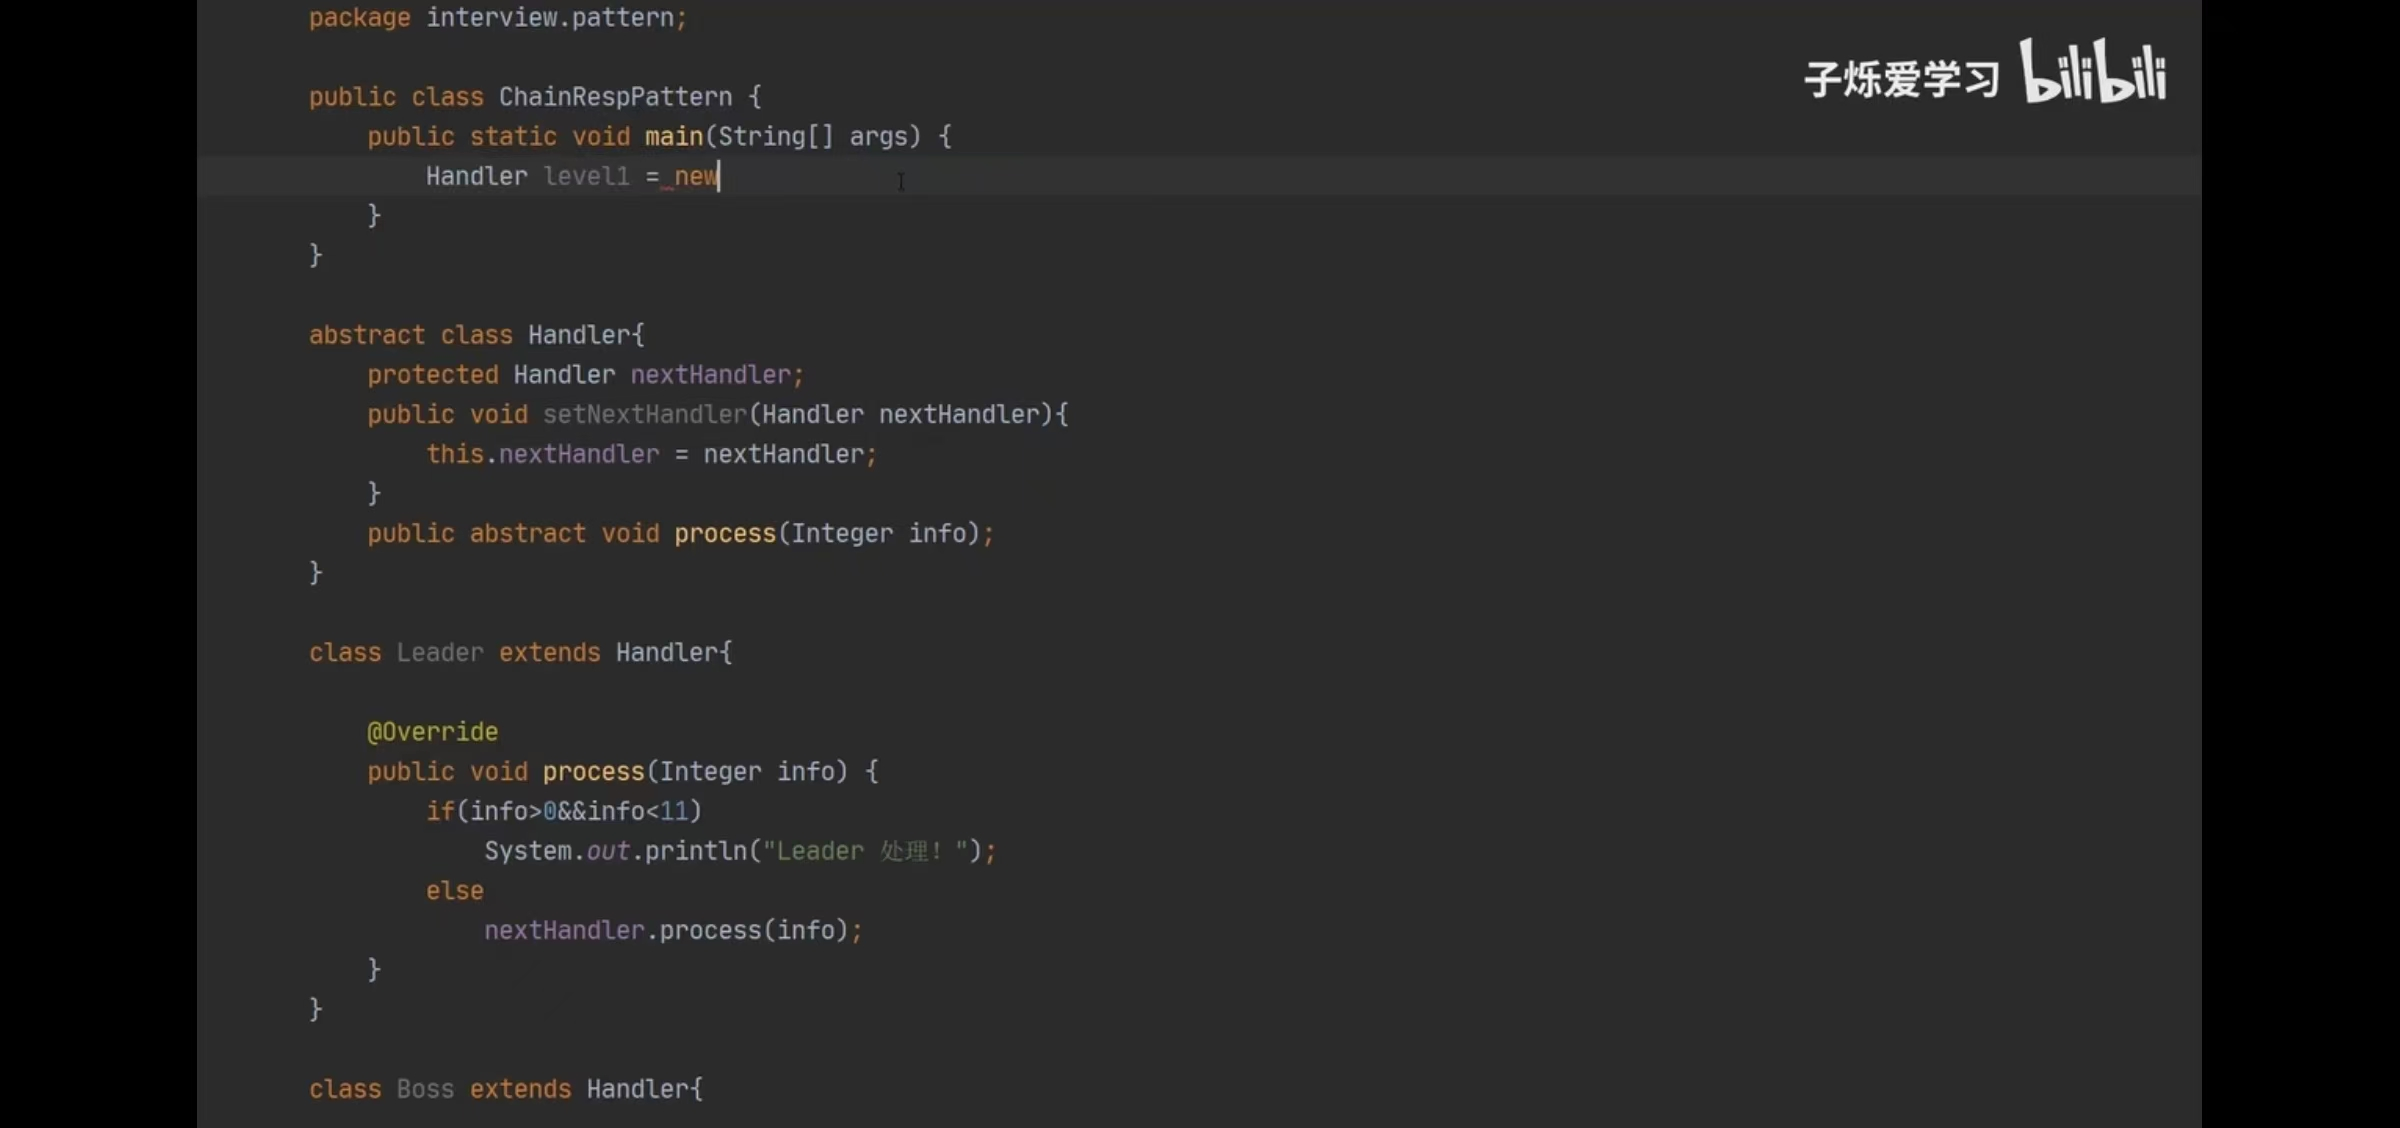 package interview.pattern;
子烁爱学习 bilibili
public class ChainRespPattern {
public static void main(String[] args) {
Handler level1 = new
}
}
abstract class Handler{
protected Handler nextHandler;
public void setNextHandler(Handler nextHandler){
this.nextHandler = nextHandler;
}
public abstract void process(Integer info);
}
class Leader extends Handler{
@Override
public void process(Integer info) {
if(info>0&&info<11)
System.out.println("Leader 处理! ");
else
nextHandler.process(info);
}
}
class Boss extends Handler{